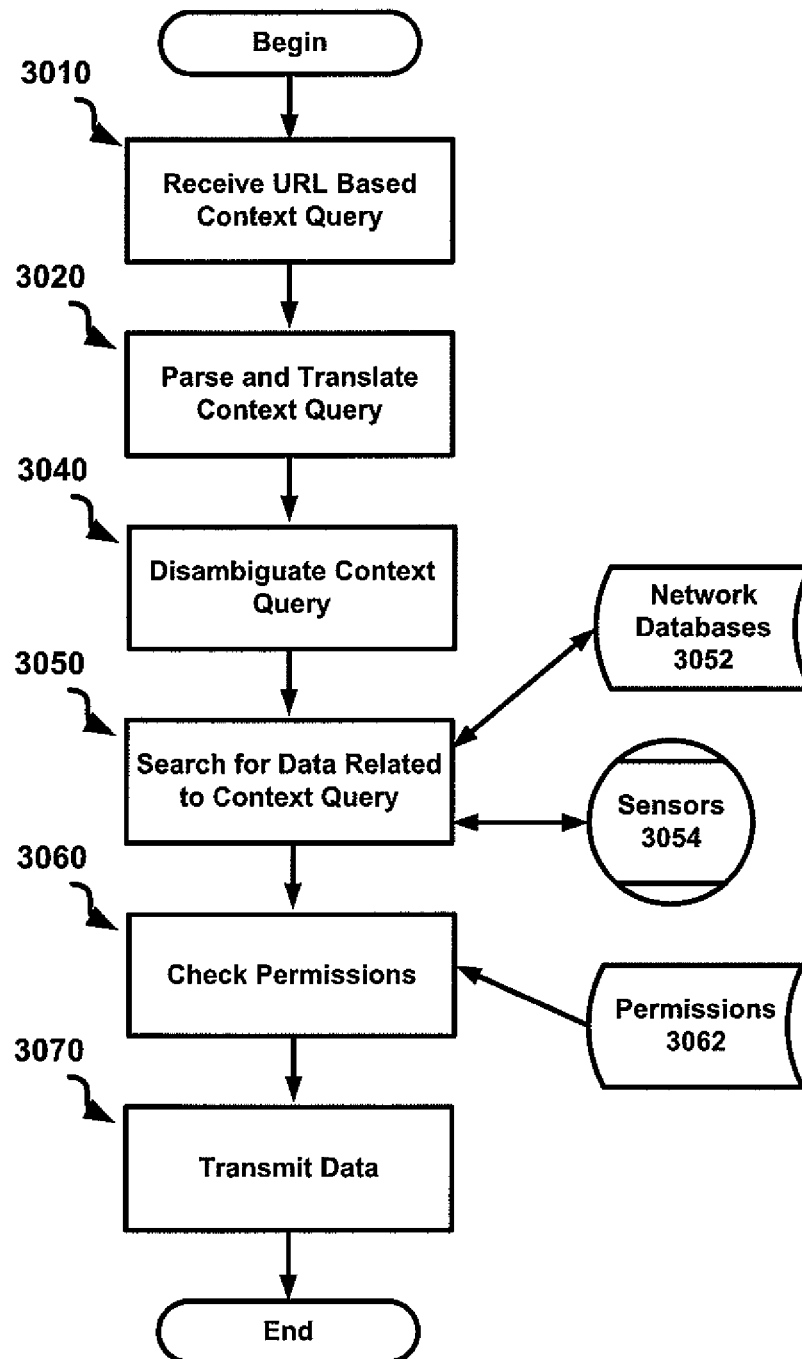 Begin
3010
Receive URL Based
Context Query
3020
Parse and Translate
Context Query
3040
Disambiguate Context
Query
Network
Databases
3052
3050
Search for Data Related
to Context Query
Sensors
3054
3060
Check Permissions
Permissions
3062
3070
Transmit Data
End